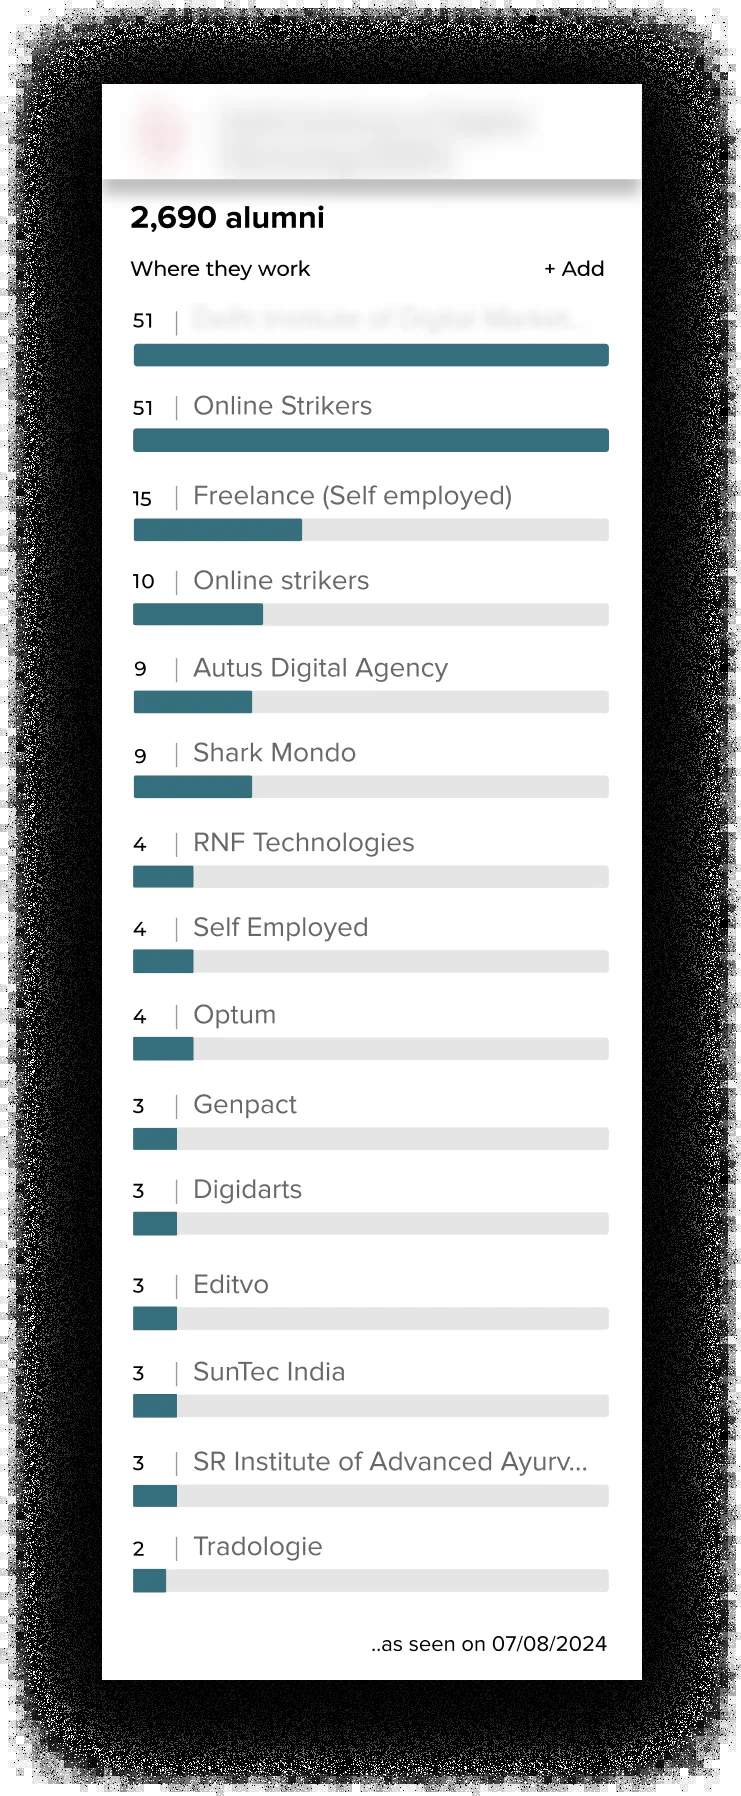 2,690 alumni
Where they work + Add
51 |
51 | Online Strikers
15 | Freelance (Self employed)
10 | Online strikers
9 | Autus Digital Agency
9 | Shark Mondo
4 | RNF Technologies
4 | Self Employed
4 | Optum
3 | Genpact
3 | Digidarts
3 | Editvo
3 | SunTec India
3 | SR Institute of Advanced Ayurv...
2 | Tradologie
..as seen on 07/08/2024